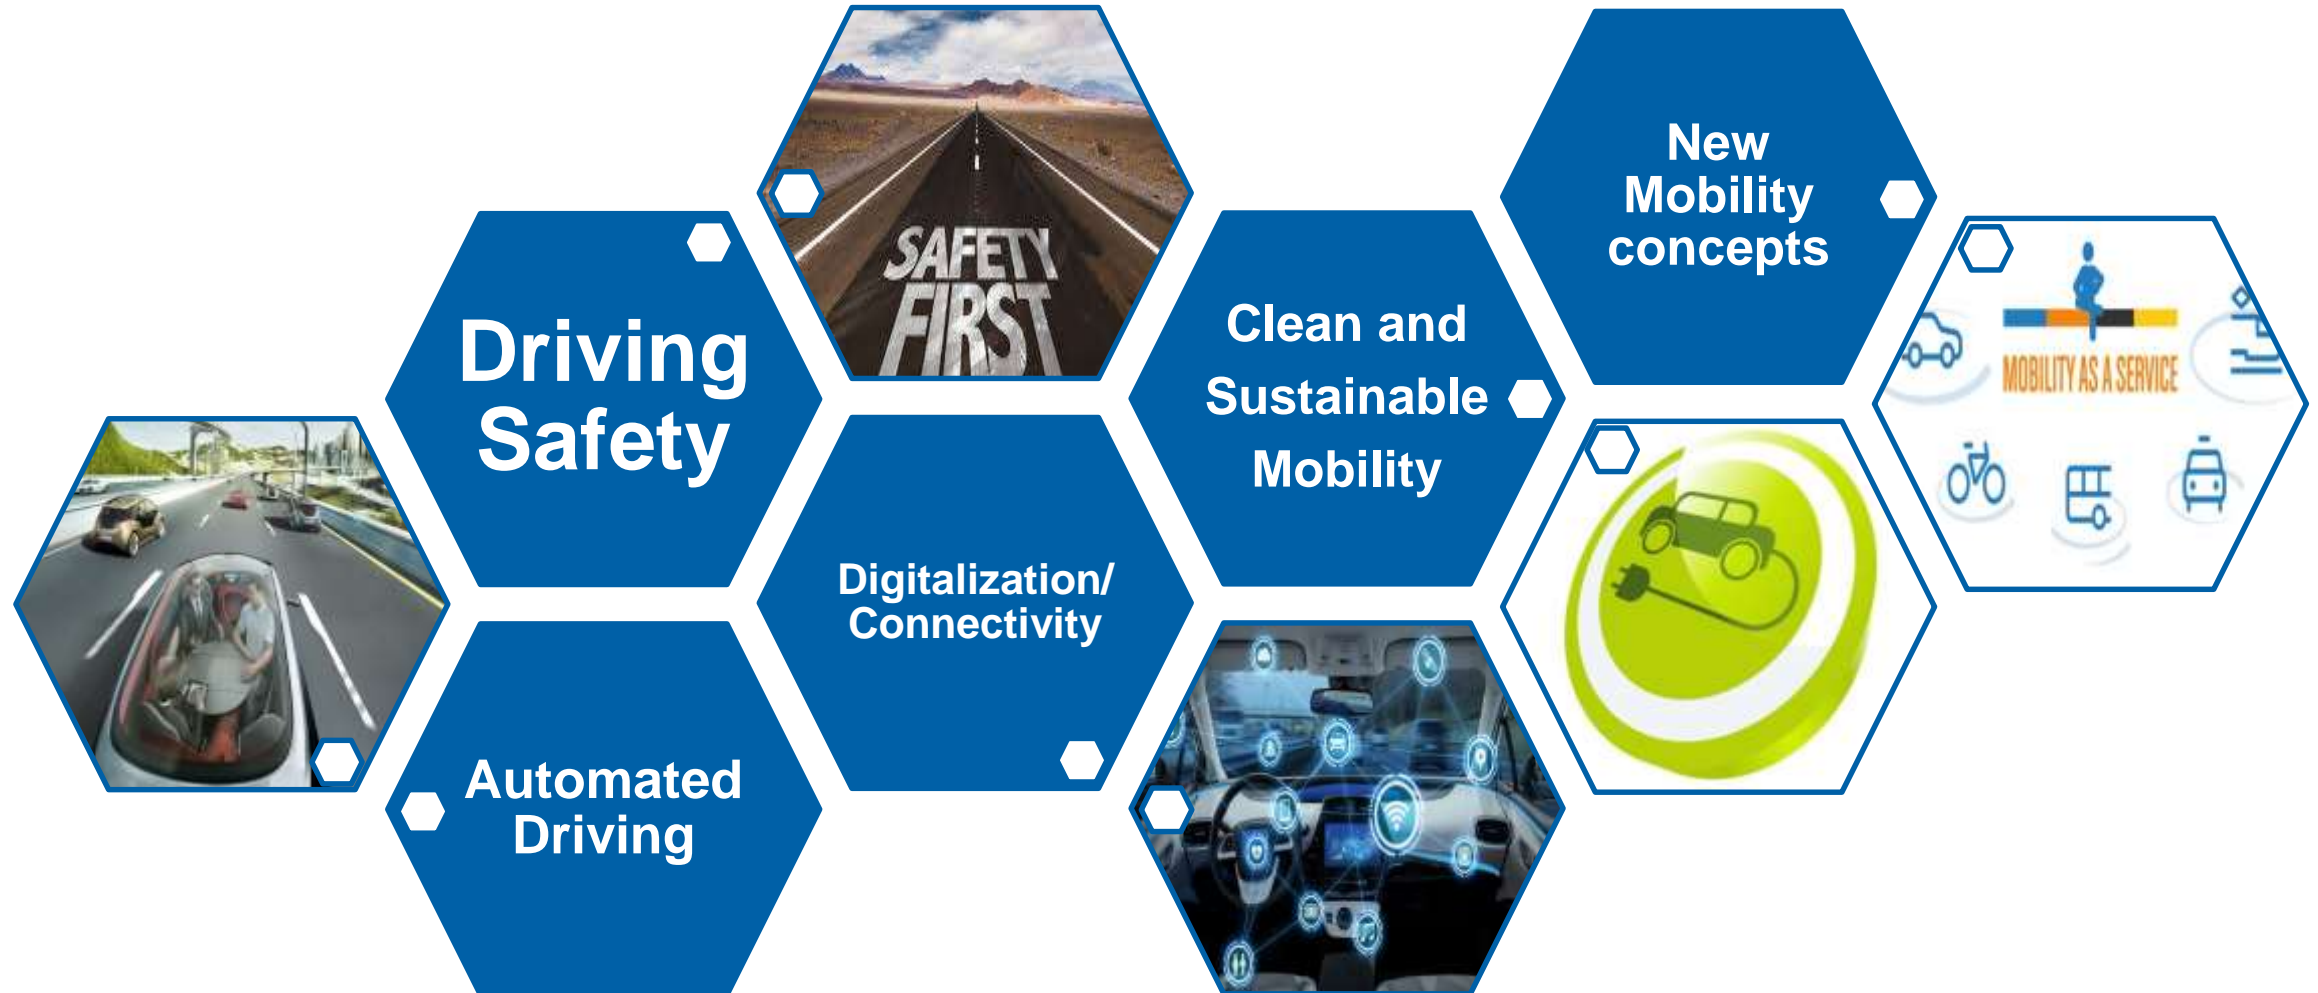 SAFETY
FIRST
New
Mobility
concepts
Driving
Safety
Clean and
Sustainable
Mobility
MOBILITY AS A SERVICE
Digitalization/
Connectivity
Automated
Driving